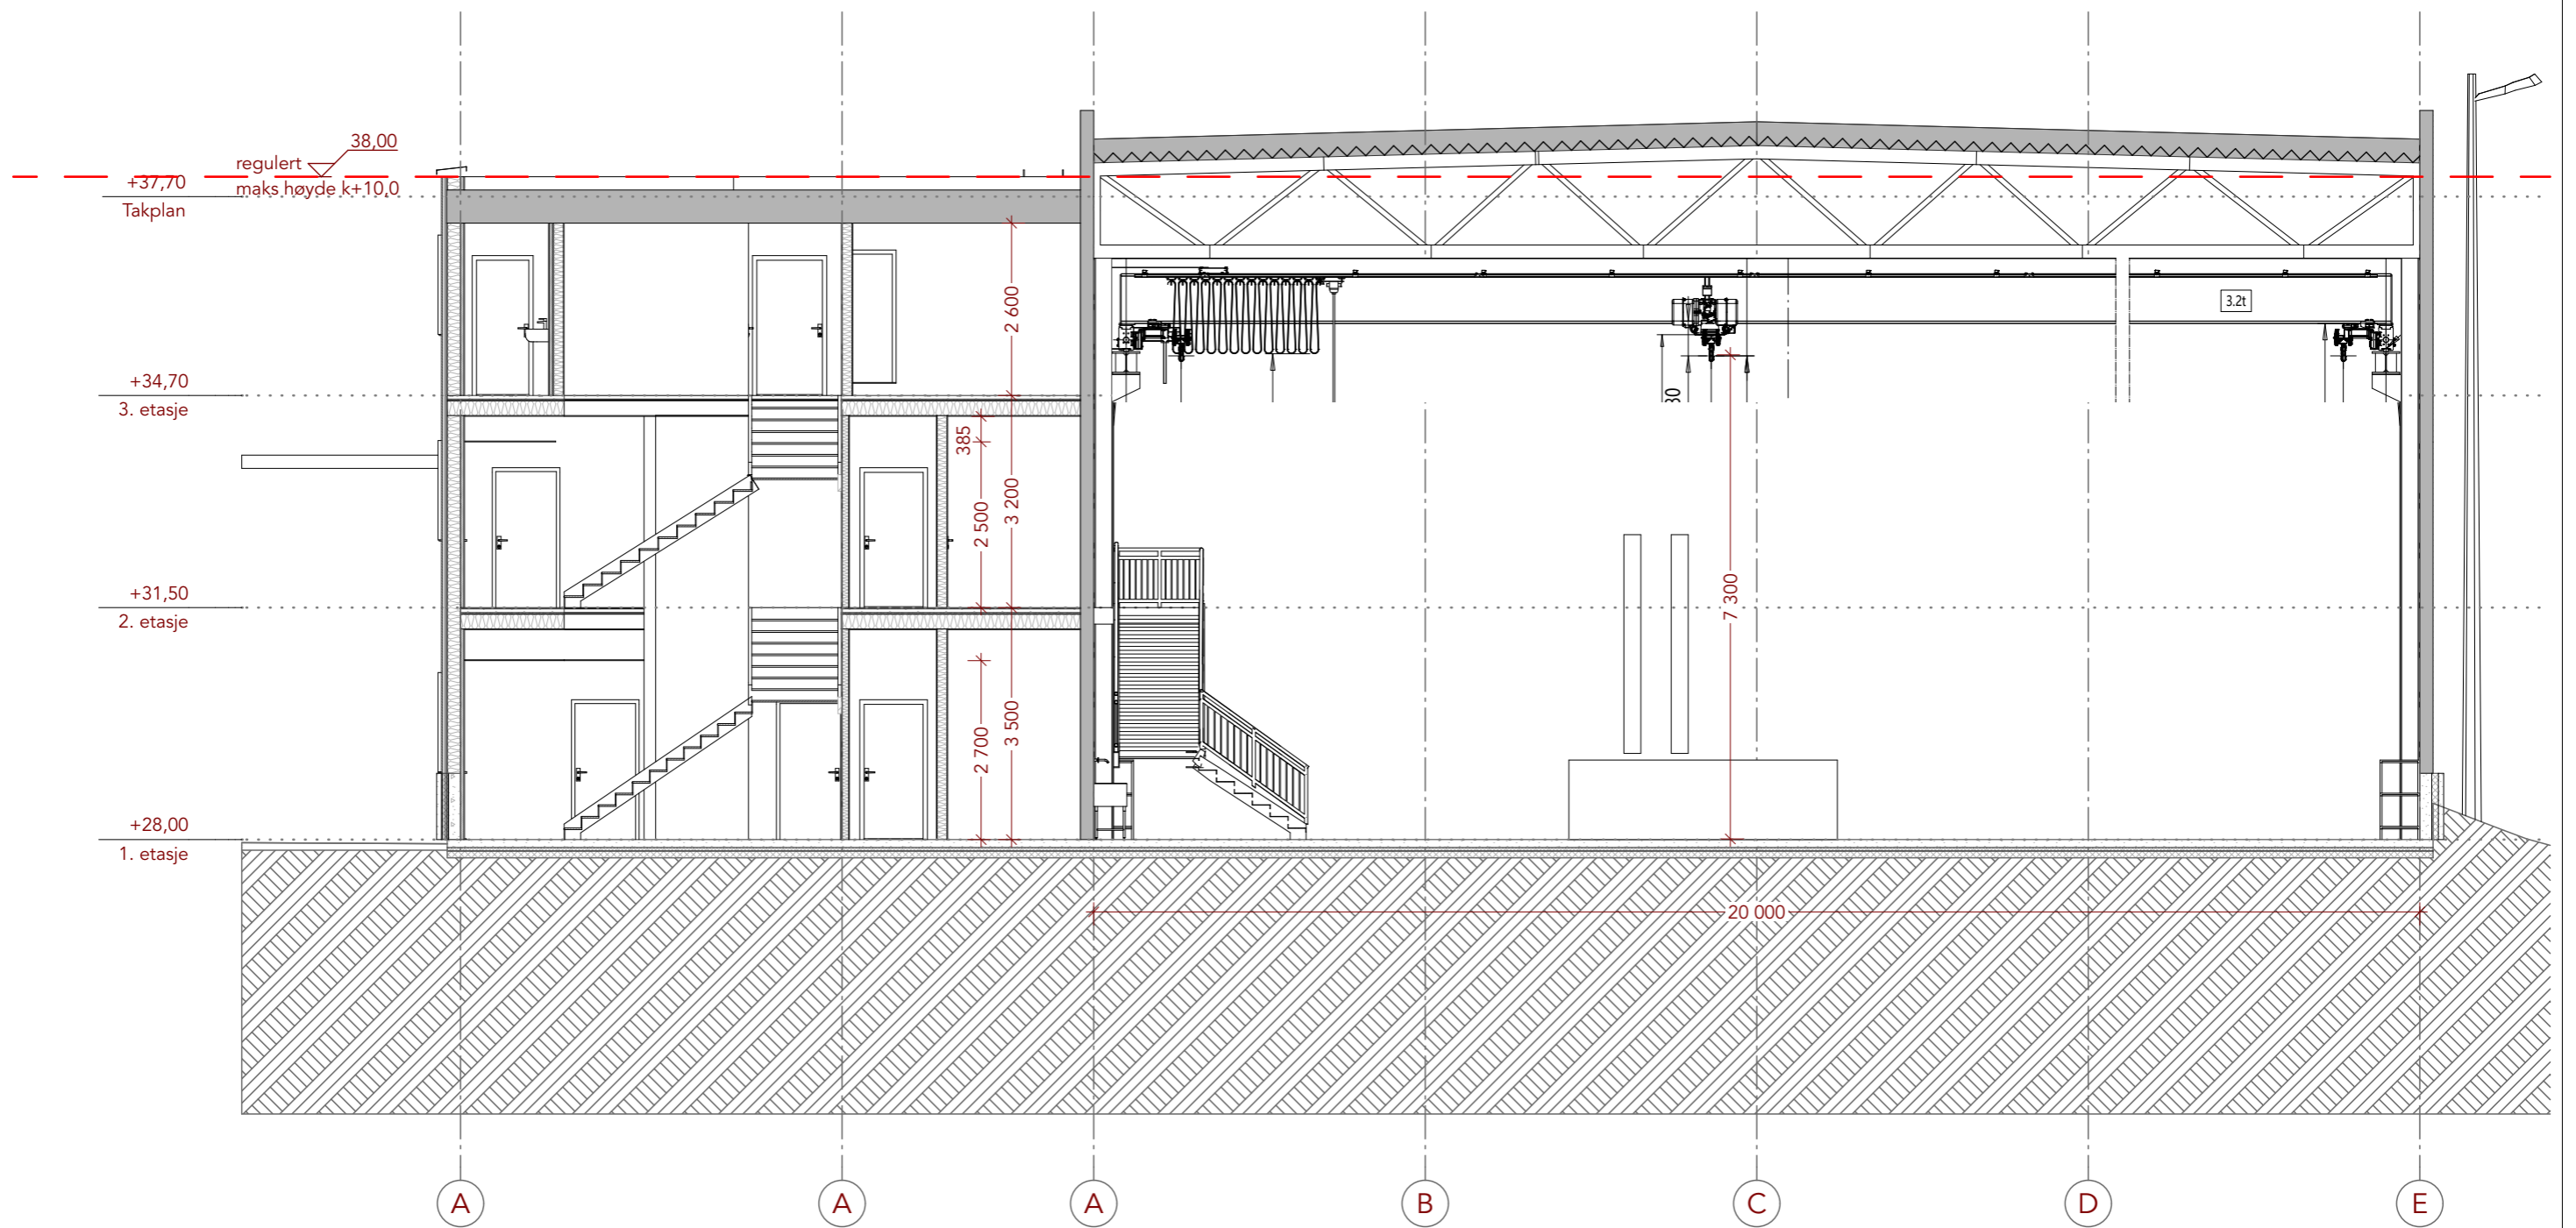 38,00
regulert
maks høyde k+10,0
+37,70
Takplan
2 600
3.2t
+34,70
3. etasje
30
385
2 500
3 200
7 300
+31,50
2. etasje
2 700
3 500
+28,00
1. etasje
20 000
A A A B C D E